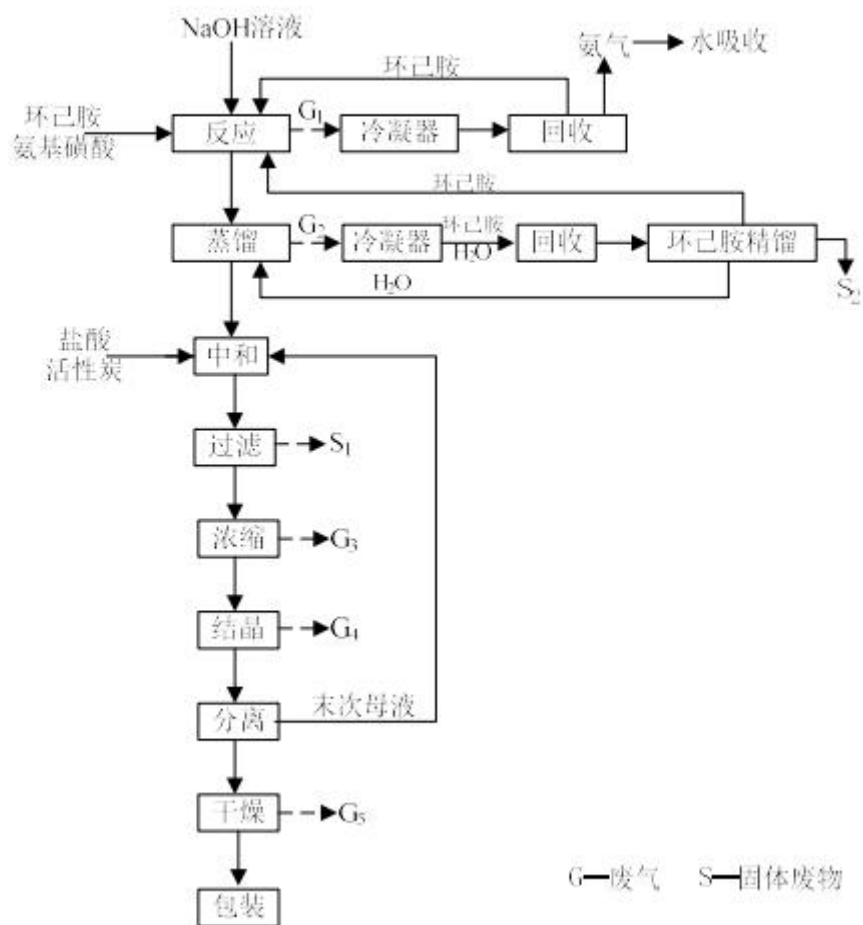 NaOH溶液
氨气
水吸收
环己胺
环己胺
氨基磺酸
反应
G₁
冷凝器
回收
环己胺
蒸馏
G₂
冷凝器
环己胺
H₂O
回收
环己胺精馏
S₂
H₂O
盐酸
活性炭
中和
过滤
S₁
浓缩
G₃
结晶
G₄
分离
末次母液
干燥
G₅
包装
G—废气 S—固体废物